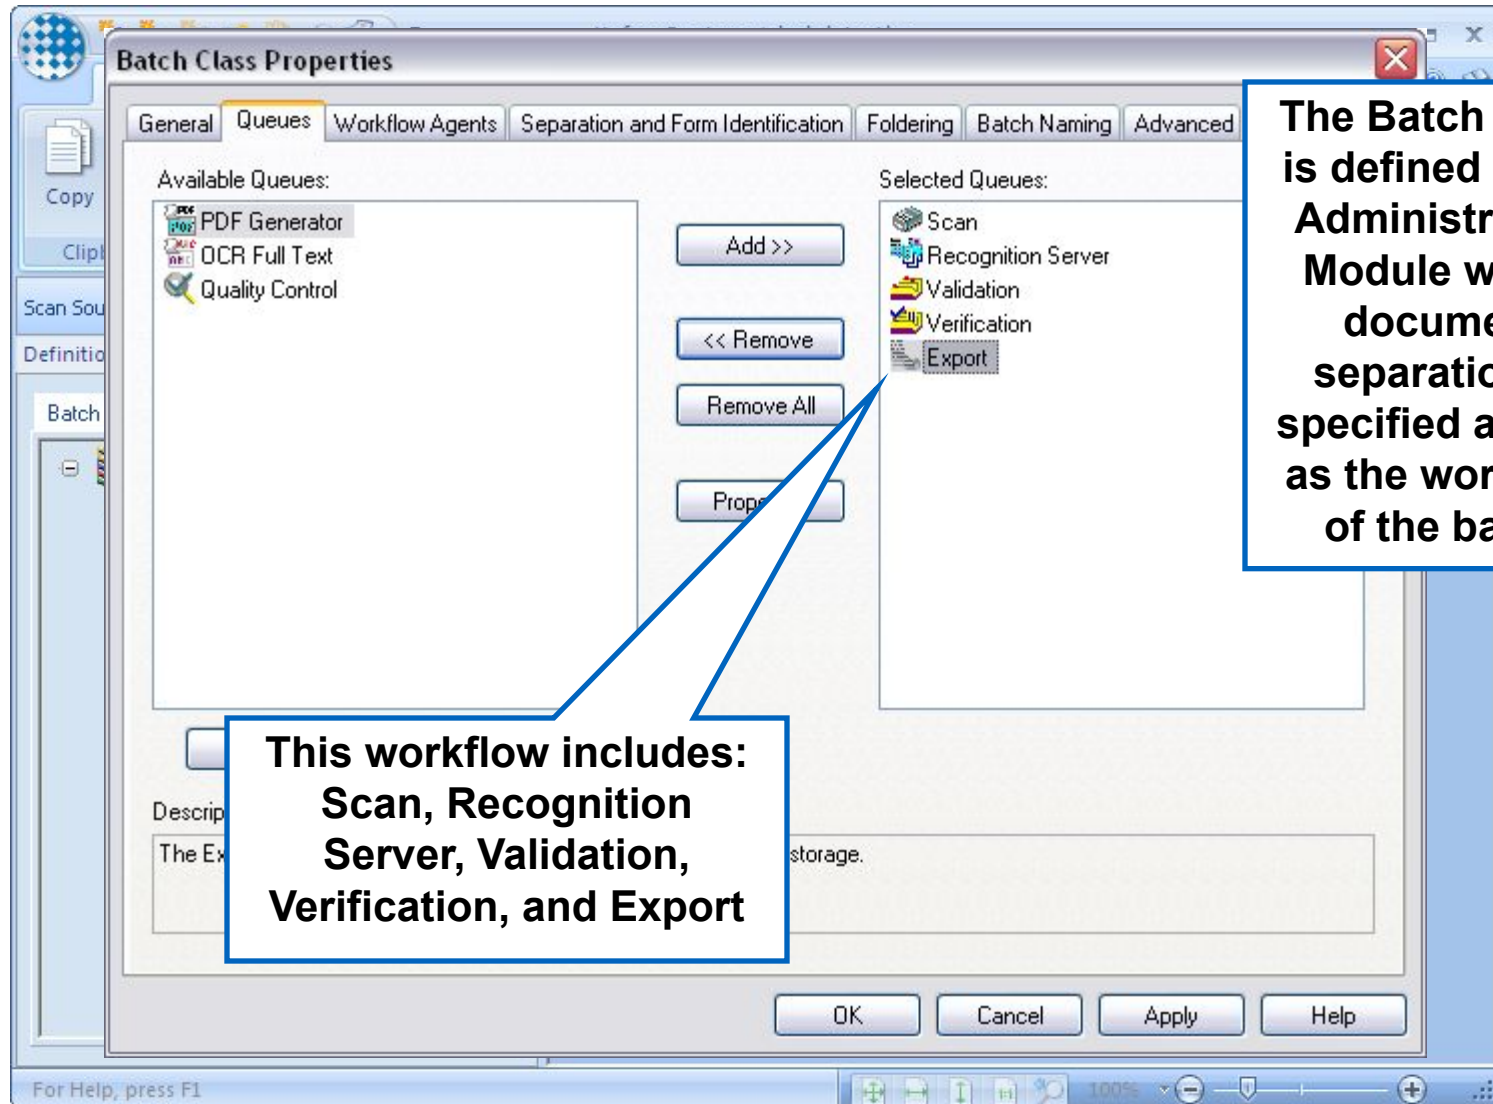 Batch Class Properties
General Queues Workflow Agents Separation and Form Identification Foldering Batch Naming Advanced
Available Queues:
PDF Generator
OCR Full Text
Quality Control
Add >>
<< Remove
Remove All
Selected Queues:
Scan
Recognition Server
Validation
Verification
Export
The Batch
is defined
Administr
Module w
docume
separatio
specified a
as the wor
of the ba
This workflow includes:
Scan, Recognition
Server, Validation,
Verification, and Export
Descrip
The Ex
storage.
OK Cancel Apply Help
Copy
Clip
Scan Sou
Definitio
Batch
For Help, press F1
100%